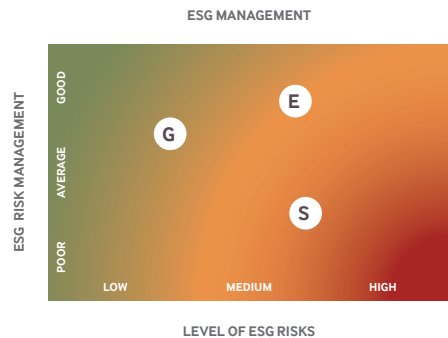 ESG MANAGEMENT
ESG RISK MANAGEMENT
GOOD
AVERAGE
POOR
E
G
S
LOW
MEDIUM
HIGH
LEVEL OF ESG RISKS